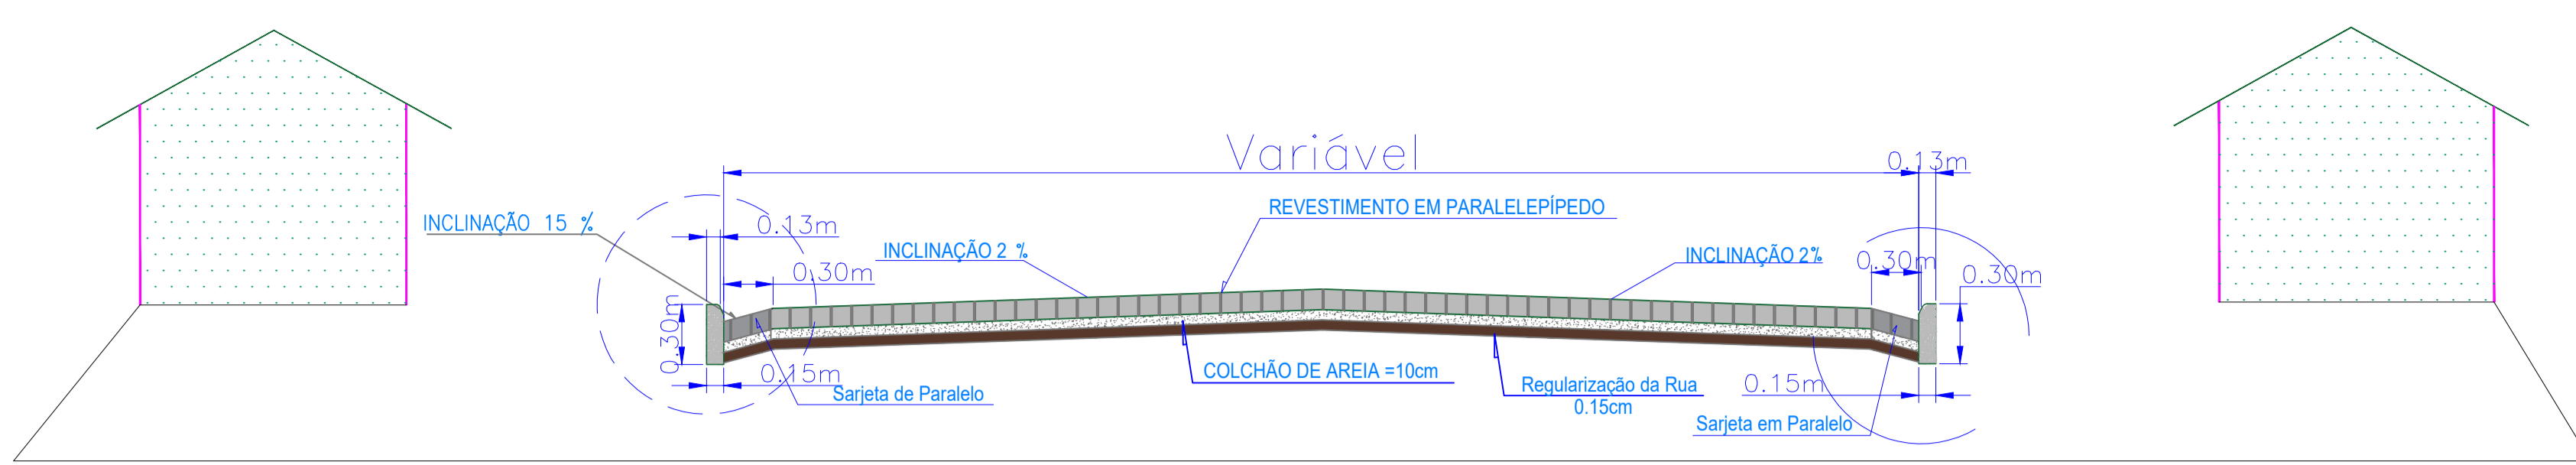 Variável
0.13m
REVESTIMENTO EM PARALELEPÍPEDO
INCLINAÇÃO 15 %
0.13m
INCLINAÇÃO 2 %
INCLINAÇÃO 2%
0.30m
0.30m
0.30m
0.30m
0.15m
COLCHÃO DE AREIA =10cm
Regularização da Rua
0.15cm
0.15m
Sarjeta de Paralelo
Sarjeta em Paralelo